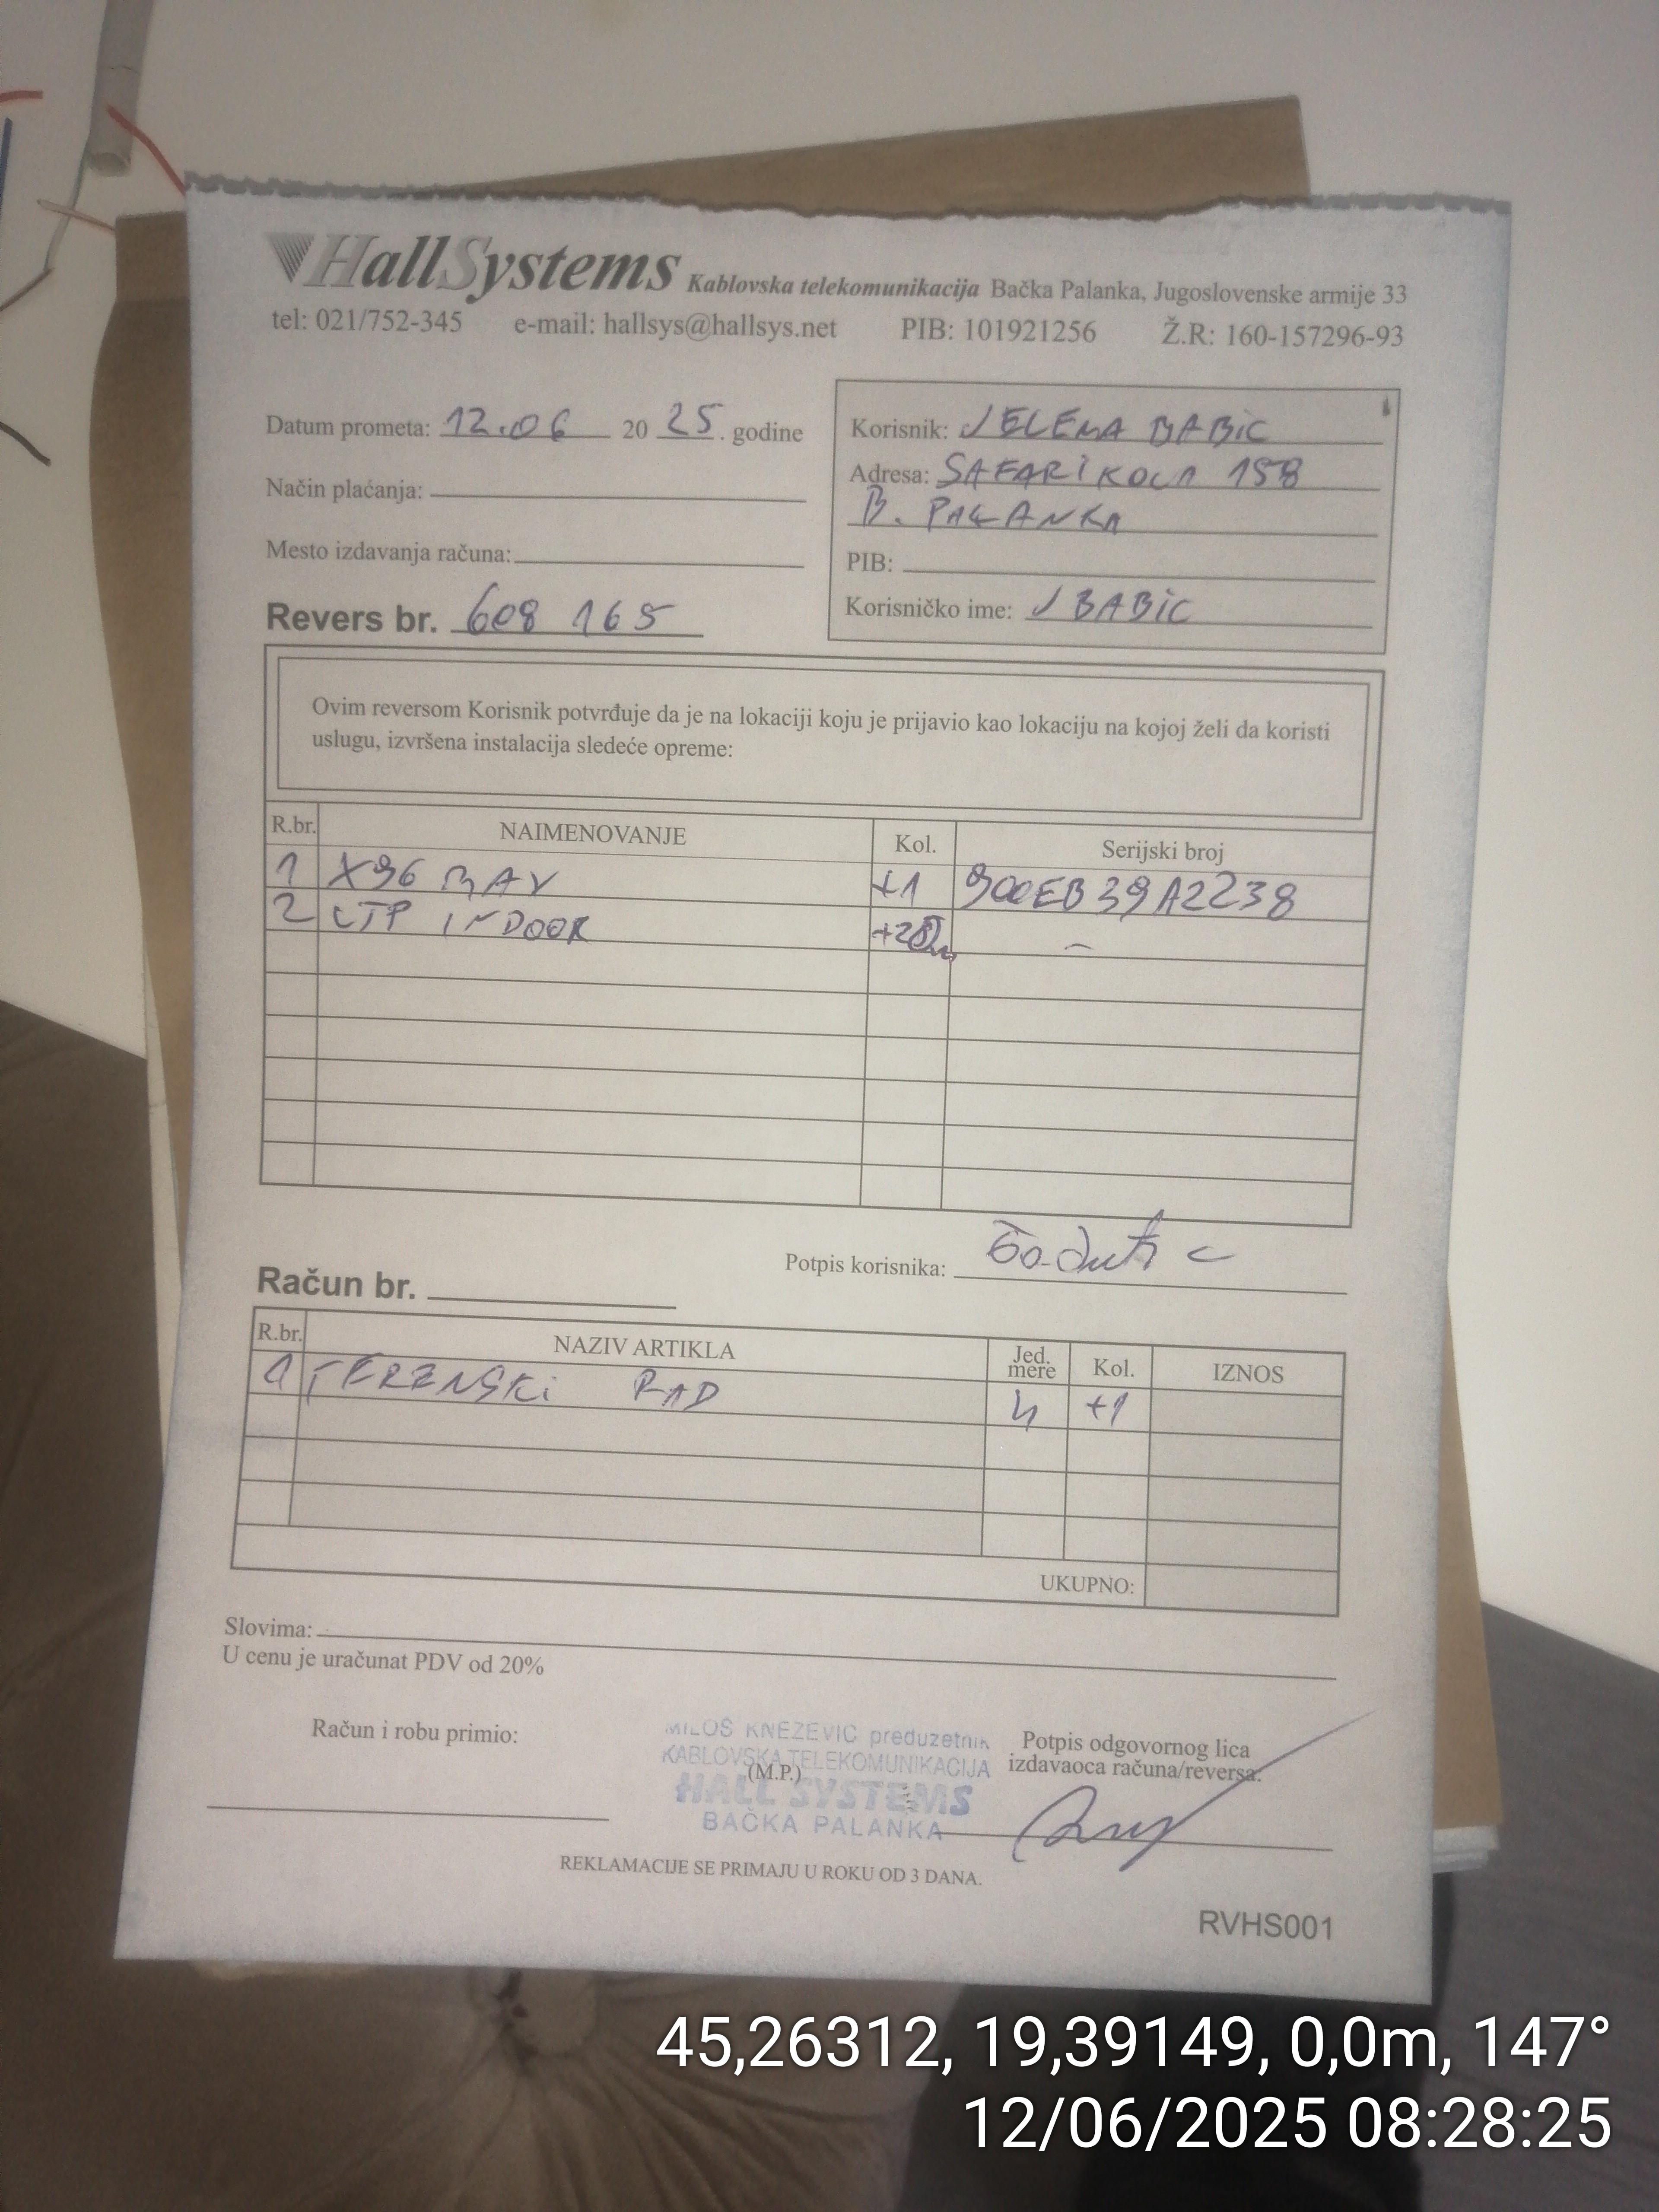 HallSystems Kablovska telekomunikacija Bačka Palanka, Jugoslovenske armije 33
tel: 021/752-345 e-mail: hallsys@hallsys.net PIB: 101921256 Ž.R: 160-157296-93
Datum prometa: 12.06 2025. godine
Način plaćanja:
Mesto izdavanja računa:
Revers br. 608 165
Korisnik: JELENA BABIC
Adresa: SAFARIKOVA 158
B. PALANKA
PIB:
Korisničko ime: JBABIC
Ovim reversom Korisnik potvrđuje da je na lokaciji koju je prijavio kao lokaciju na kojoj želi da koristi
uslugu, izvršena instalacija sledeće opreme:
R.br. NAIMENOVANJE Kol. Serijski broj
1 X96 +1 900EB39A2238
2 UTP INDOOR –
Potpis korisnika:
Račun br.
R.br. NAZIV ARTIKLA Jed. mere Kol. IZNOS
1 TERENSKI RAD h +1
UKUPNO:
Slovima:
U cenu je uračunat PDV od 20%
Račun i robu primio:
MILOŠ KNEŽEVIĆ preduzetnik
KABLOVSKA TELEKOMUNIKACIJA
(M.P.)
HALL SYSTEMS
BAČKA PALANKA
Potpis odgovornog lica
izdavaoca računa/reversa:
REKLAMACIJE SE PRIMAJU U ROKU OD 3 DANA.
RVHS001
45,26312, 19,39149, 0,0m, 147°
12/06/2025 08:28:25